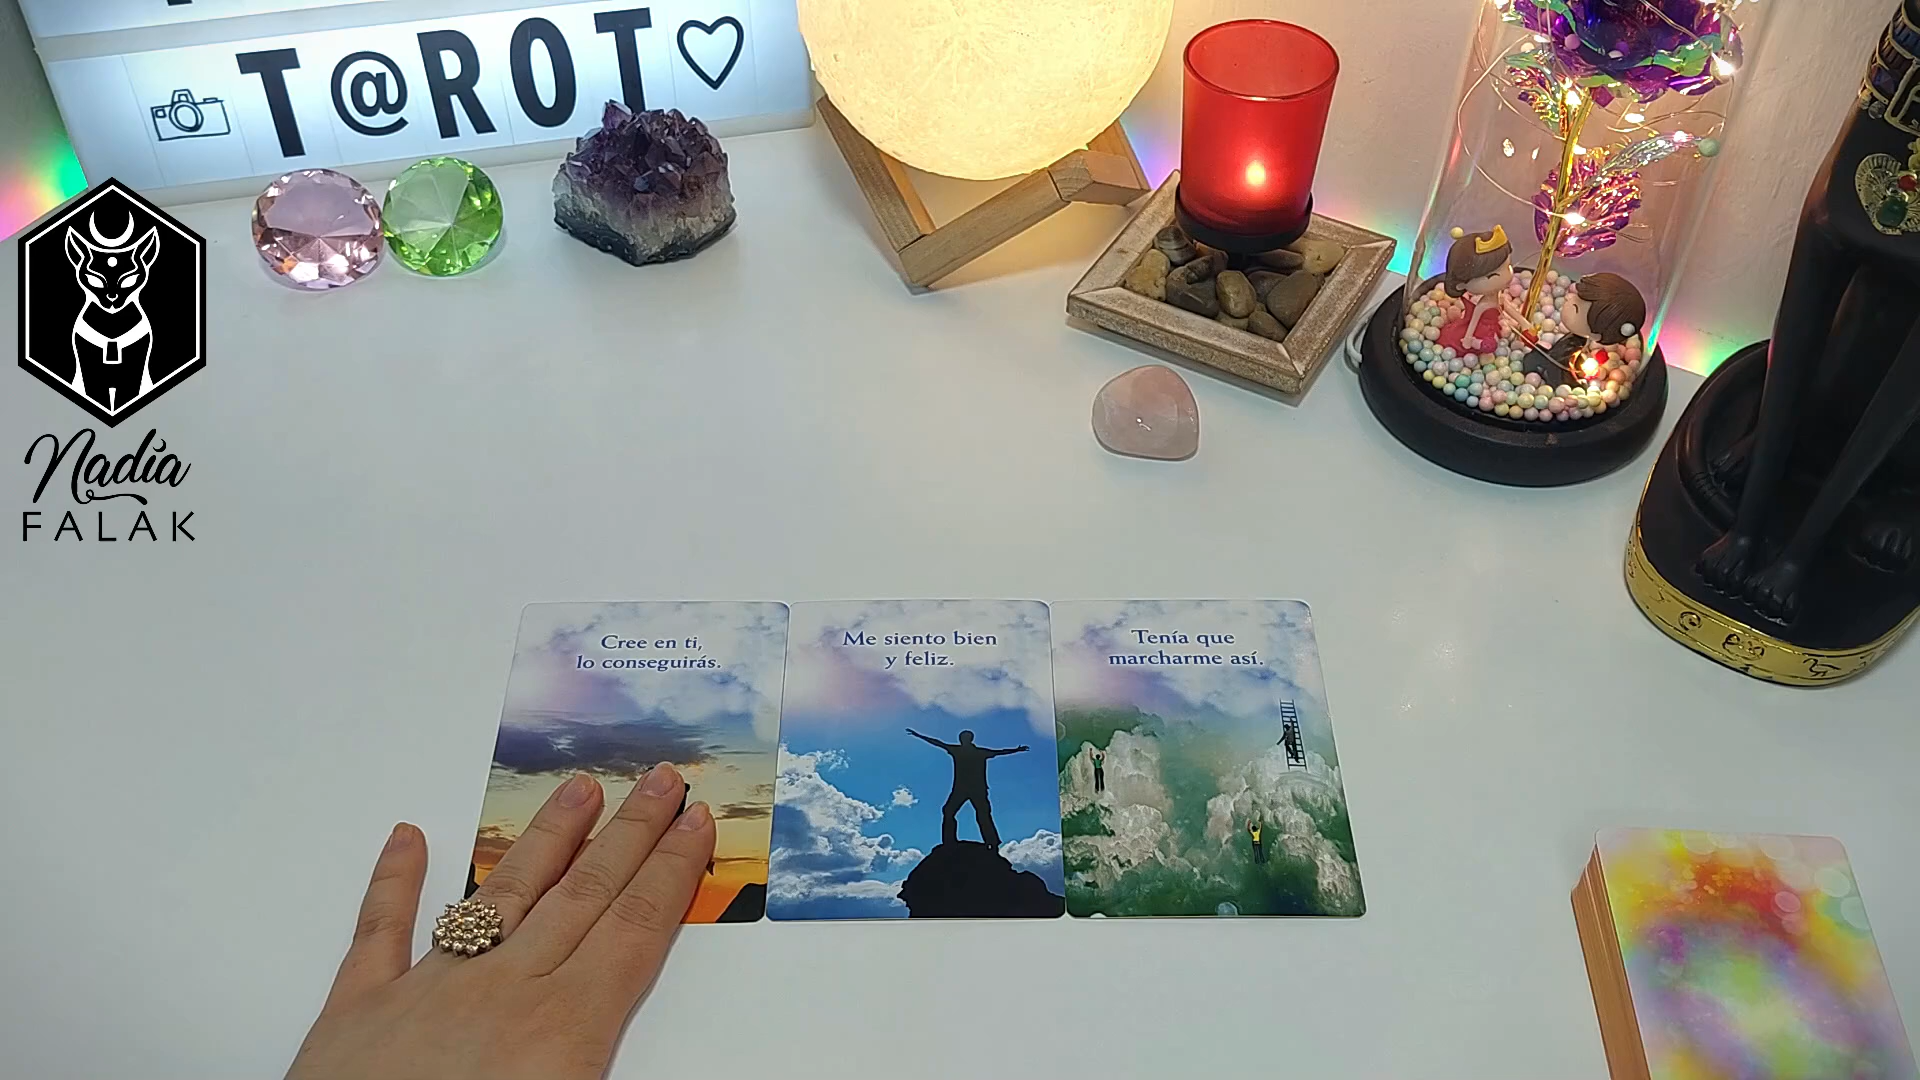 T@ROT♡
Nadia
FALAK
Cree en ti,
lo conseguirás.
Me siento bien
y feliz.
Tenía que
marcharme así.